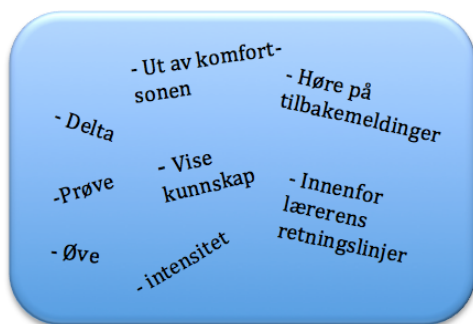 - Ut av komfort-
sonen
- Høre på
tilbakemeldinger
- Delta
- Vise
kunnskap
-Prøve
- Innenfor
lærerens
retningslinjer
- Øve
- intensitet